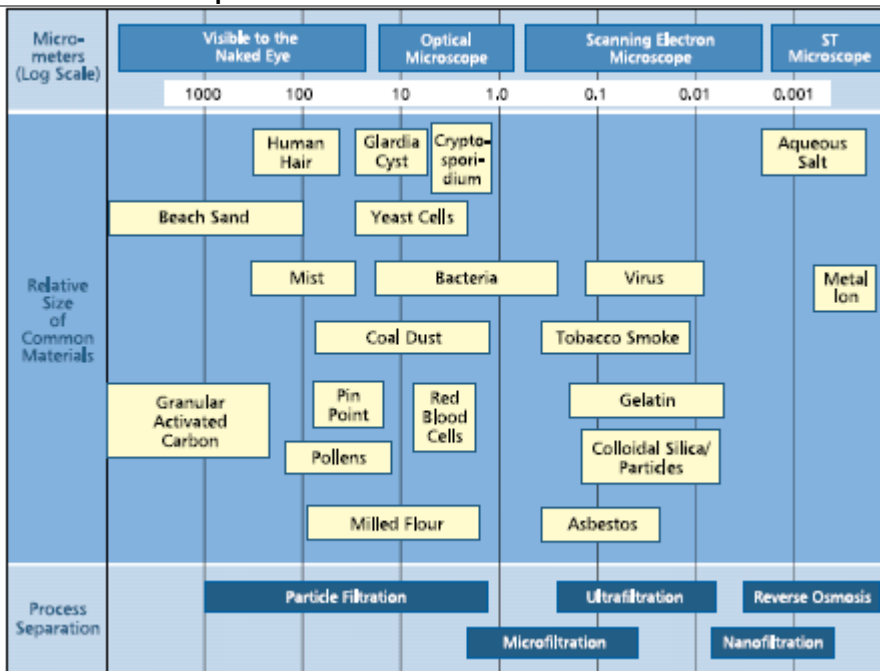 Micro-
meters
(Log Scale)
Visible to the
Naked Eye
Optical
Microscope
Scanning Electron
Microscope
ST
Microscope
1000
100
10
1.0
0.1
0.01
0.001
Relative
Size
of
Common
Materials
Human
Hair
Glardia
Cyst
Crypto-
spori-
dium
Aqueous
Salt
Beach Sand
Yeast Cells
Mist
Bacteria
Virus
Metal
Ion
Coal Dust
Tobacco Smoke
Granular
Activated
Carbon
Pin
Point
Red
Blood
Cells
Gelatin
Pollens
Colloidal Silica/
Particles
Milled Flour
Asbestos
Process
Separation
Particle Filtration
Ultrafiltration
Reverse Osmosis
Microfiltration
Nanofiltration